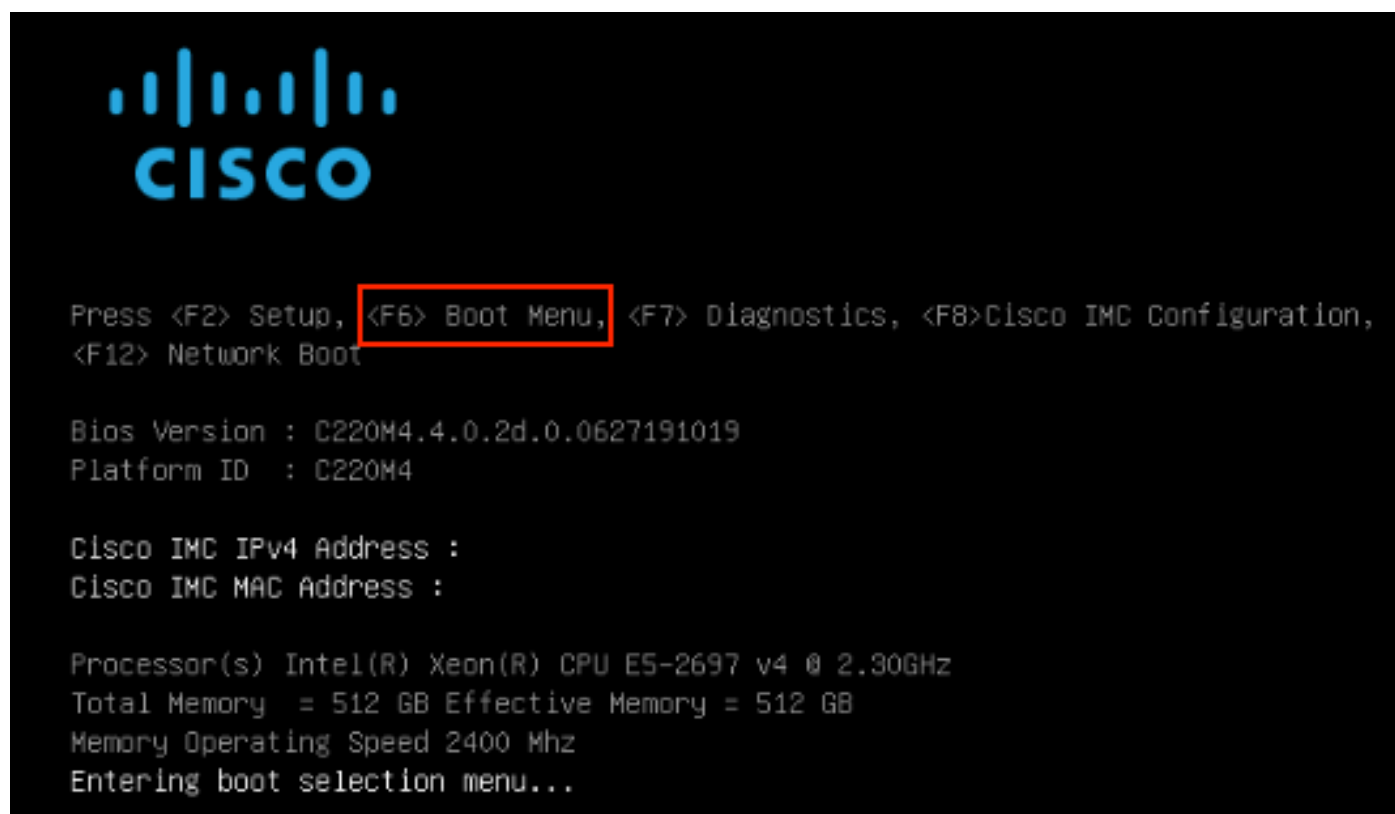 CISCO
Press <F2> Setup, <F6> Boot Menu, <F7> Diagnostics, <F8>Cisco IMC Configuration,
<F12> Network Boot
Bios Version : C220M4.4.0.2d.0.0627191019
Platform ID  : C220M4
Cisco IMC IPv4 Address :
Cisco IMC MAC Address :
Processor(s) Intel(R) Xeon(R) CPU E5-2697 v4 @ 2.30GHz
Total Memory  = 512 GB Effective Memory = 512 GB
Memory Operating Speed 2400 Mhz
Entering boot selection menu...